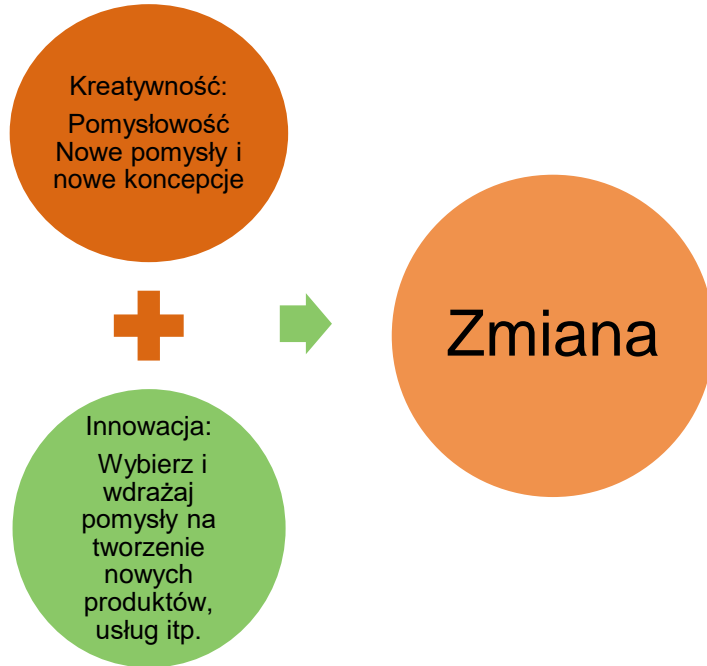 Kreatywność:
Pomysłowość
Nowe pomysły i
nowe koncepcje
Zmiana
Innowacja:
Wybierz i
wdrażaj
pomysły na
tworzenie
nowych
produktów,
usług itp.